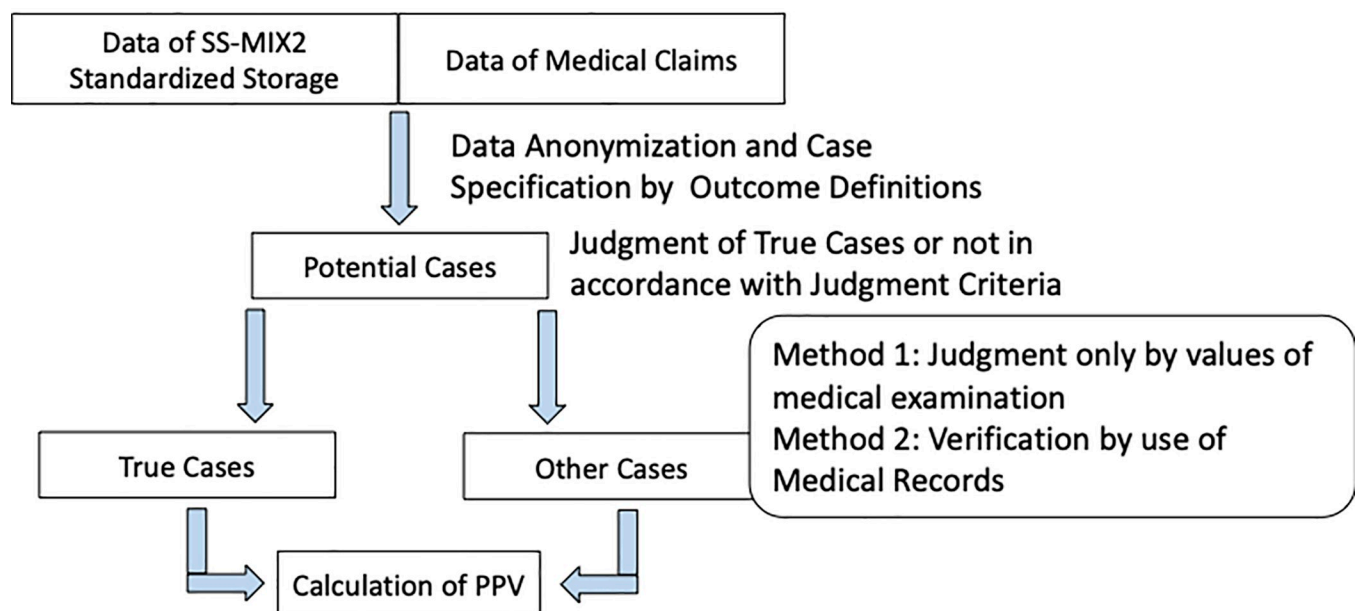 Data of SS-MIX2
Standardized Storage
Data of Medical Claims
Data Anonymization and Case
Specification by Outcome Definitions
Potential Cases
Judgment of True Cases or not in
accordance with Judgment Criteria
Method 1: Judgment only by values of
medical examination
Method 2: Verification by use of
Medical Records
True Cases
Other Cases
Calculation of PPV